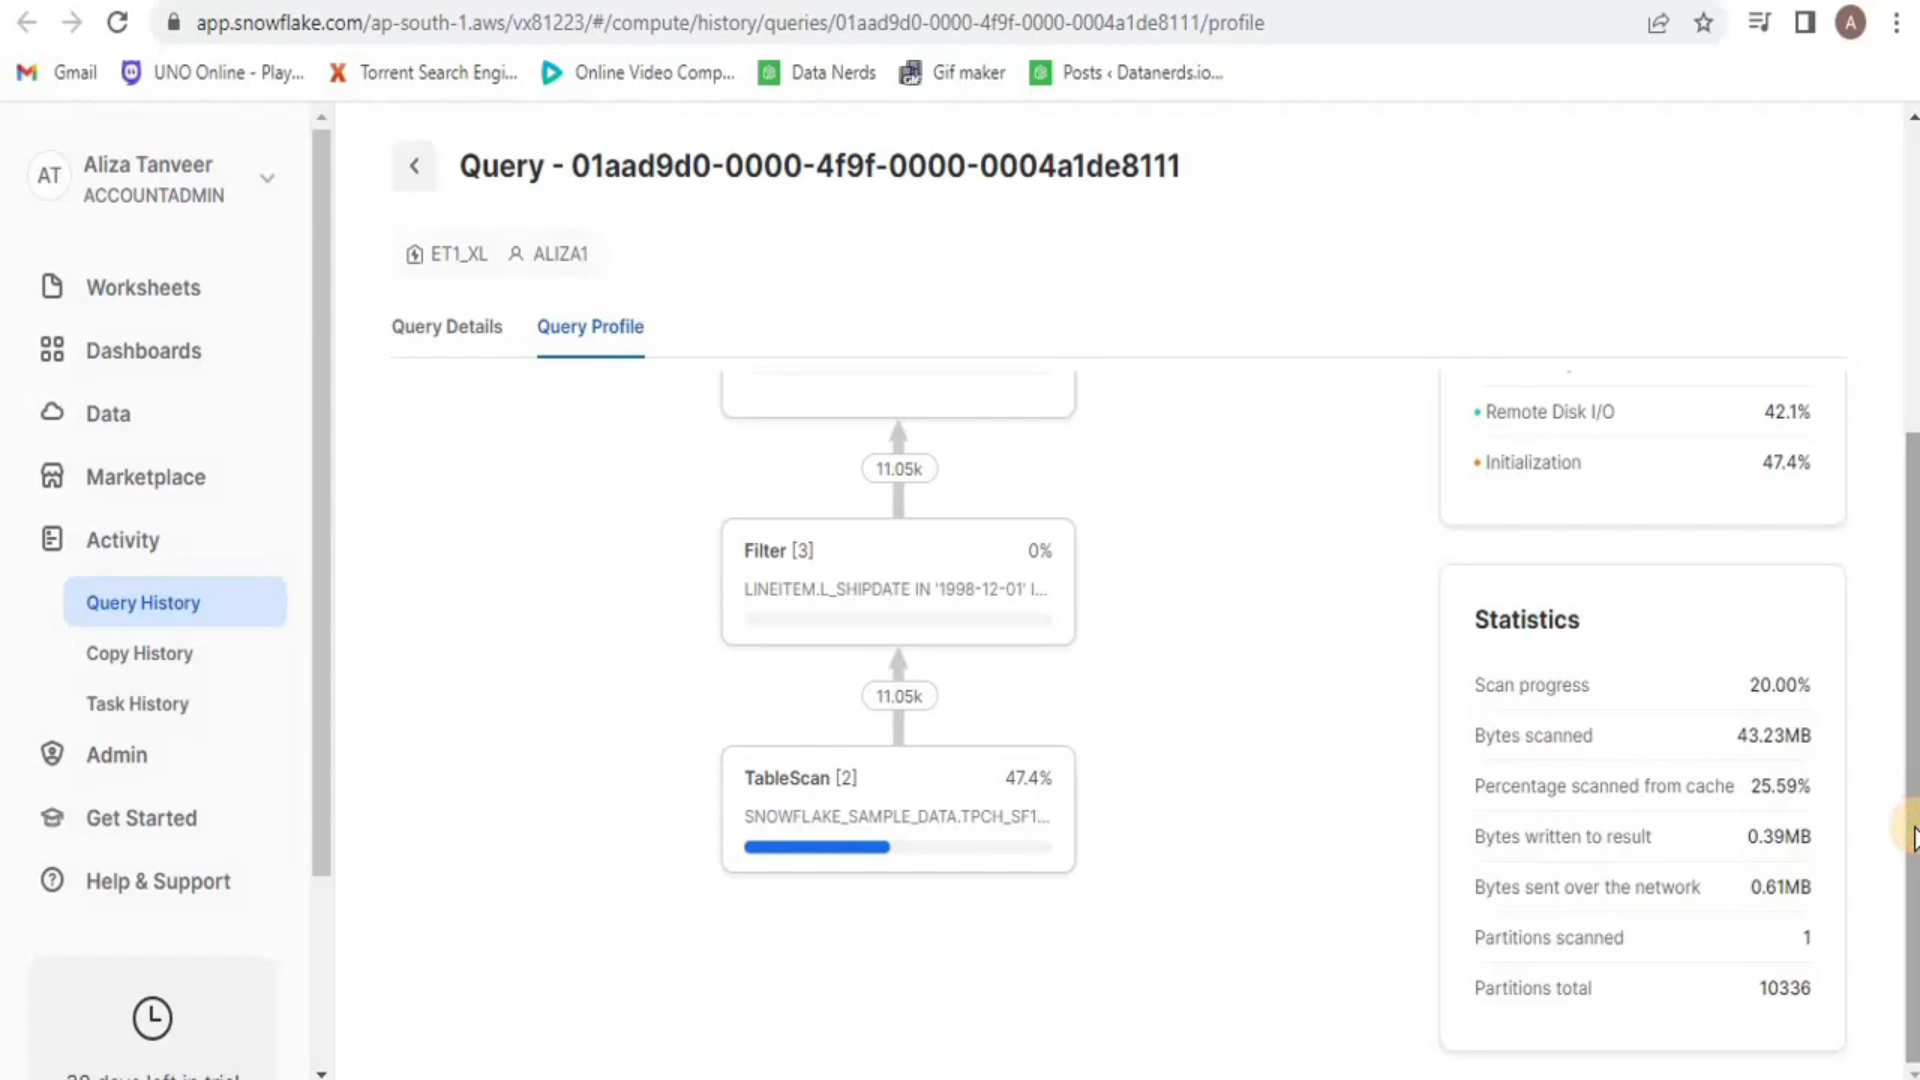 app.snowflake.com/ap-south-1.aws/vx81223/#/compute/history/queries/01aad9d0-0000-4f9f-0000-0004a1de8111/profile
A
Gmail
UNO Online - Play...
Torrent Search Engi...
Online Video Comp...
Data Nerds
Gif maker
Posts ‹ Datanerds.io...
AT
Aliza Tanveer
ACCOUNTADMIN
Worksheets
Dashboards
Data
Marketplace
Activity
Query History
Copy History
Task History
Admin
Get Started
Help & Support
Query - 01aad9d0-0000-4f9f-0000-0004a1de8111
ET1_XL
ALIZA1
Query Details
Query Profile
11.05k
Filter [3]
0%
LINEITEM.L_SHIPDATE IN '1998-12-01' I...
11.05k
TableScan [2]
47.4%
SNOWFLAKE_SAMPLE_DATA.TPCH_SF1...
Remote Disk I/O
42.1%
Initialization
47.4%
Statistics
Scan progress
20.00%
Bytes scanned
43.23MB
Percentage scanned from cache
25.59%
Bytes written to result
0.39MB
Bytes sent over the network
0.61MB
Partitions scanned
1
Partitions total
10336